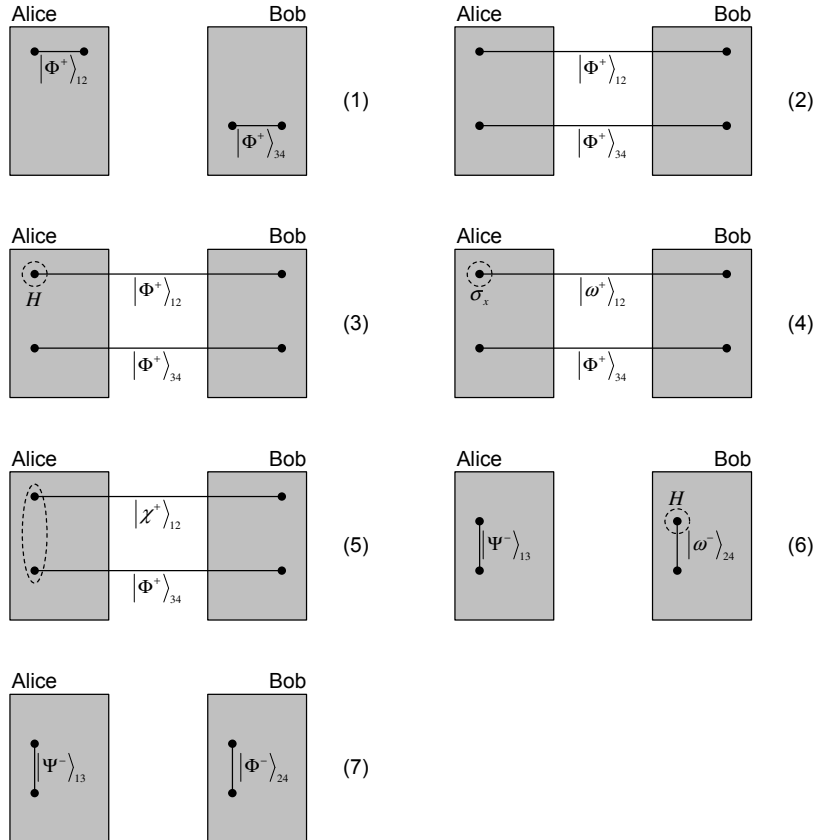 Alice Bob
|Φ⁺⟩₁₂
|Φ⁺⟩₃₄
(1)
Alice Bob
|Φ⁺⟩₁₂
|Φ⁺⟩₃₄
(2)
Alice Bob
H
|Φ⁺⟩₁₂
|Φ⁺⟩₃₄
(3)
Alice Bob
σₓ
|ω⁺⟩₁₂
|Φ⁺⟩₃₄
(4)
Alice Bob
|χ⁺⟩₁₂
|Φ⁺⟩₃₄
(5)
Alice Bob
H
|Ψ⁻⟩₁₃ |ω⁻⟩₂₄
(6)
Alice Bob
|Ψ⁻⟩₁₃ |Φ⁻⟩₂₄
(7)